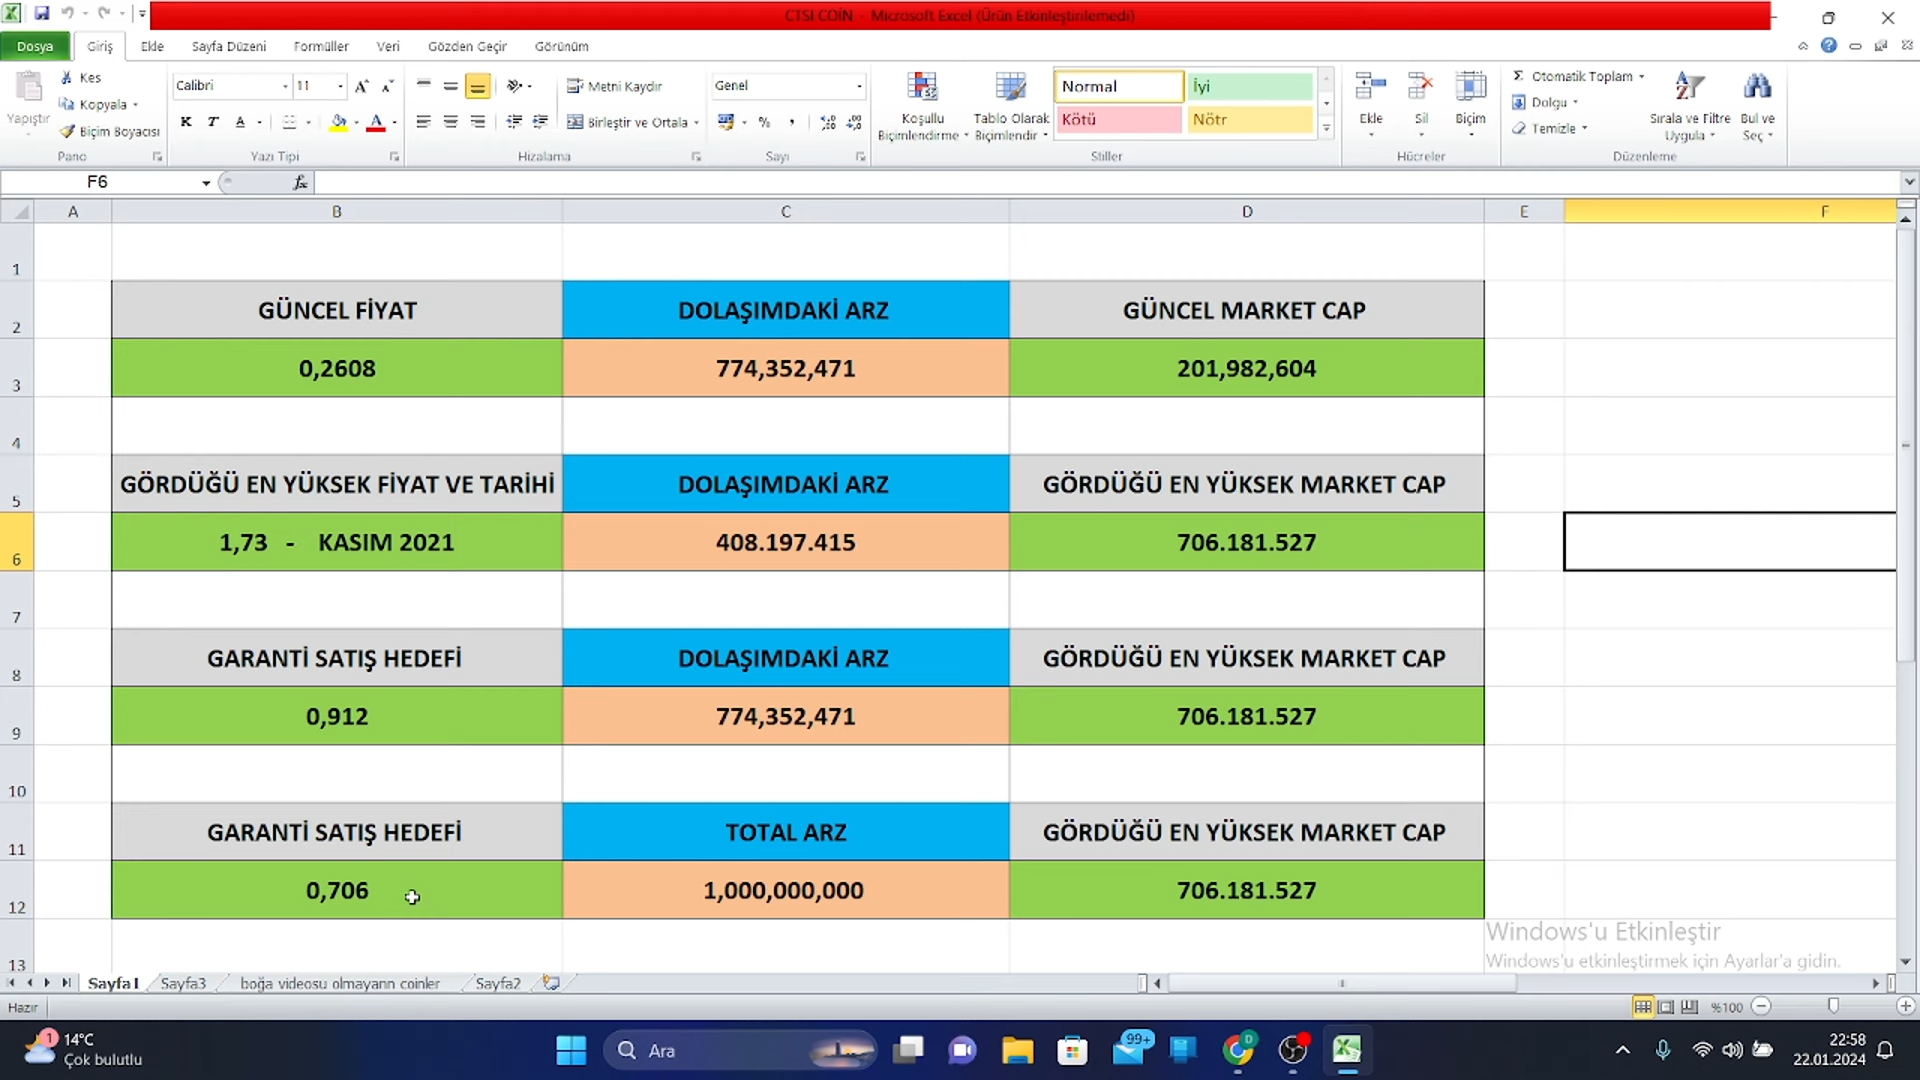 CTSI COİN - Microsoft Excel (Ürün Etkinleştirilemedi)
Dosya Giriş Ekle Sayfa Düzeni Formüller Veri Gözden Geçir Görünüm
Yapıştır
Kes
Kopyala
Biçim Boyacısı
Pano
Calibri 11
K T A
Yazı Tipi
Metni Kaydır
Birleştir ve Ortala
Hizalama
Genel
%
Sayı
Koşullu Biçimlendirme
Tablo Olarak Biçimlendir
Normal İyi
Kötü Nötr
Stiller
Ekle Sil Biçim
Hücreler
Σ Otomatik Toplam
Dolgu
Temizle
Sırala ve Filtre Uygula
Bul ve Seç
Düzenleme
F6 fx
A B C D E F
1
2 GÜNCEL FİYAT DOLAŞIMDAKİ ARZ GÜNCEL MARKET CAP
3 0,2608 774,352,471 201,982,604
4
5 GÖRDÜĞÜ EN YÜKSEK FİYAT VE TARİHİ DOLAŞIMDAKİ ARZ GÖRDÜĞÜ EN YÜKSEK MARKET CAP
6 1,73 - KASIM 2021 408.197.415 706.181.527
7
8 GARANTİ SATIŞ HEDEFİ DOLAŞIMDAKİ ARZ GÖRDÜĞÜ EN YÜKSEK MARKET CAP
9 0,912 774,352,471 706.181.527
10
11 GARANTİ SATIŞ HEDEFİ TOTAL ARZ GÖRDÜĞÜ EN YÜKSEK MARKET CAP
12 0,706 1,000,000,000 706.181.527
13
Windows'u Etkinleştir
Windows'u etkinleştirmek için Ayarlar'a gidin.
Sayfa1 Sayfa3 boğa videosu olmayann coinler Sayfa2
Hazır %100
1 14°C
Çok bulutlu
Ara
99+
D
22:58
22.01.2024